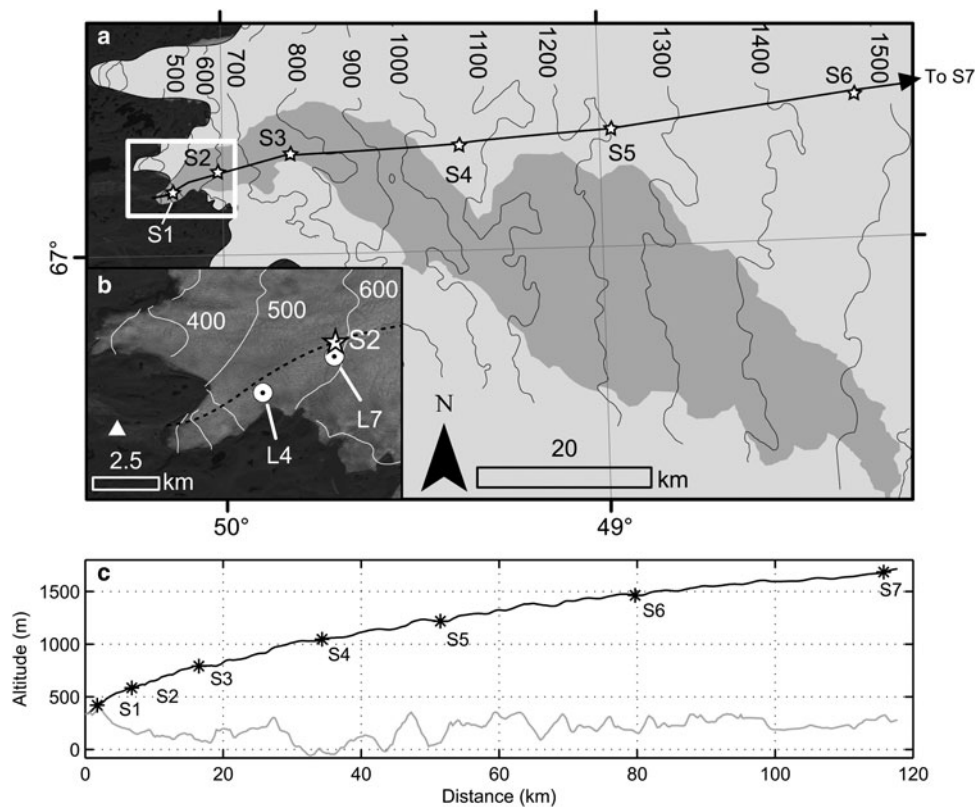 a
500
600
700
800
900
1000
1100
1200
1300
1400
1500
S6
To S7
S3
S2
S4
S5
S1
67°
b
600
500
400
S2
L7
L4
2.5
km
N
20
km
50°
49°
c
1500
1000
500
0
Altitude (m)
S1
S2
S3
S4
S5
S6
S7
0
20
40
60
80
100
120
Distance (km)